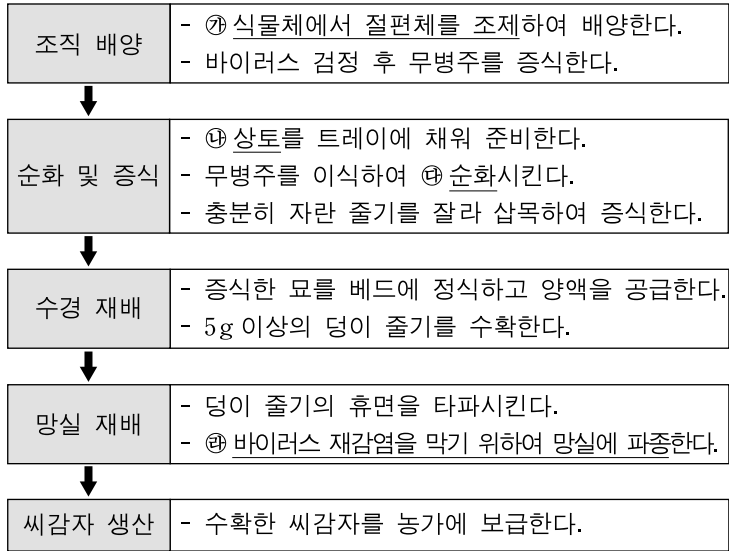 조직 배양
- ㉮ 식물체에서 절편체를 조제하여 배양한다.
- 바이러스 검정 후 무병주를 증식한다.
순화 및 증식
- ㉯ 상토를 트레이에 채워 준비한다.
- 무병주를 이식하여 ㉰ 순화시킨다.
- 충분히 자란 줄기를 잘라 삽목하여 증식한다.
수경 재배
- 증식한 묘를 베드에 정식하고 양액을 공급한다.
- 5g 이상의 덩이 줄기를 수확한다.
망실 재배
- 덩이 줄기의 휴면을 타파시킨다.
- ㉱ 바이러스 재감염을 막기 위하여 망실에 파종한다.
씨감자 생산
- 수확한 씨감자를 농가에 보급한다.